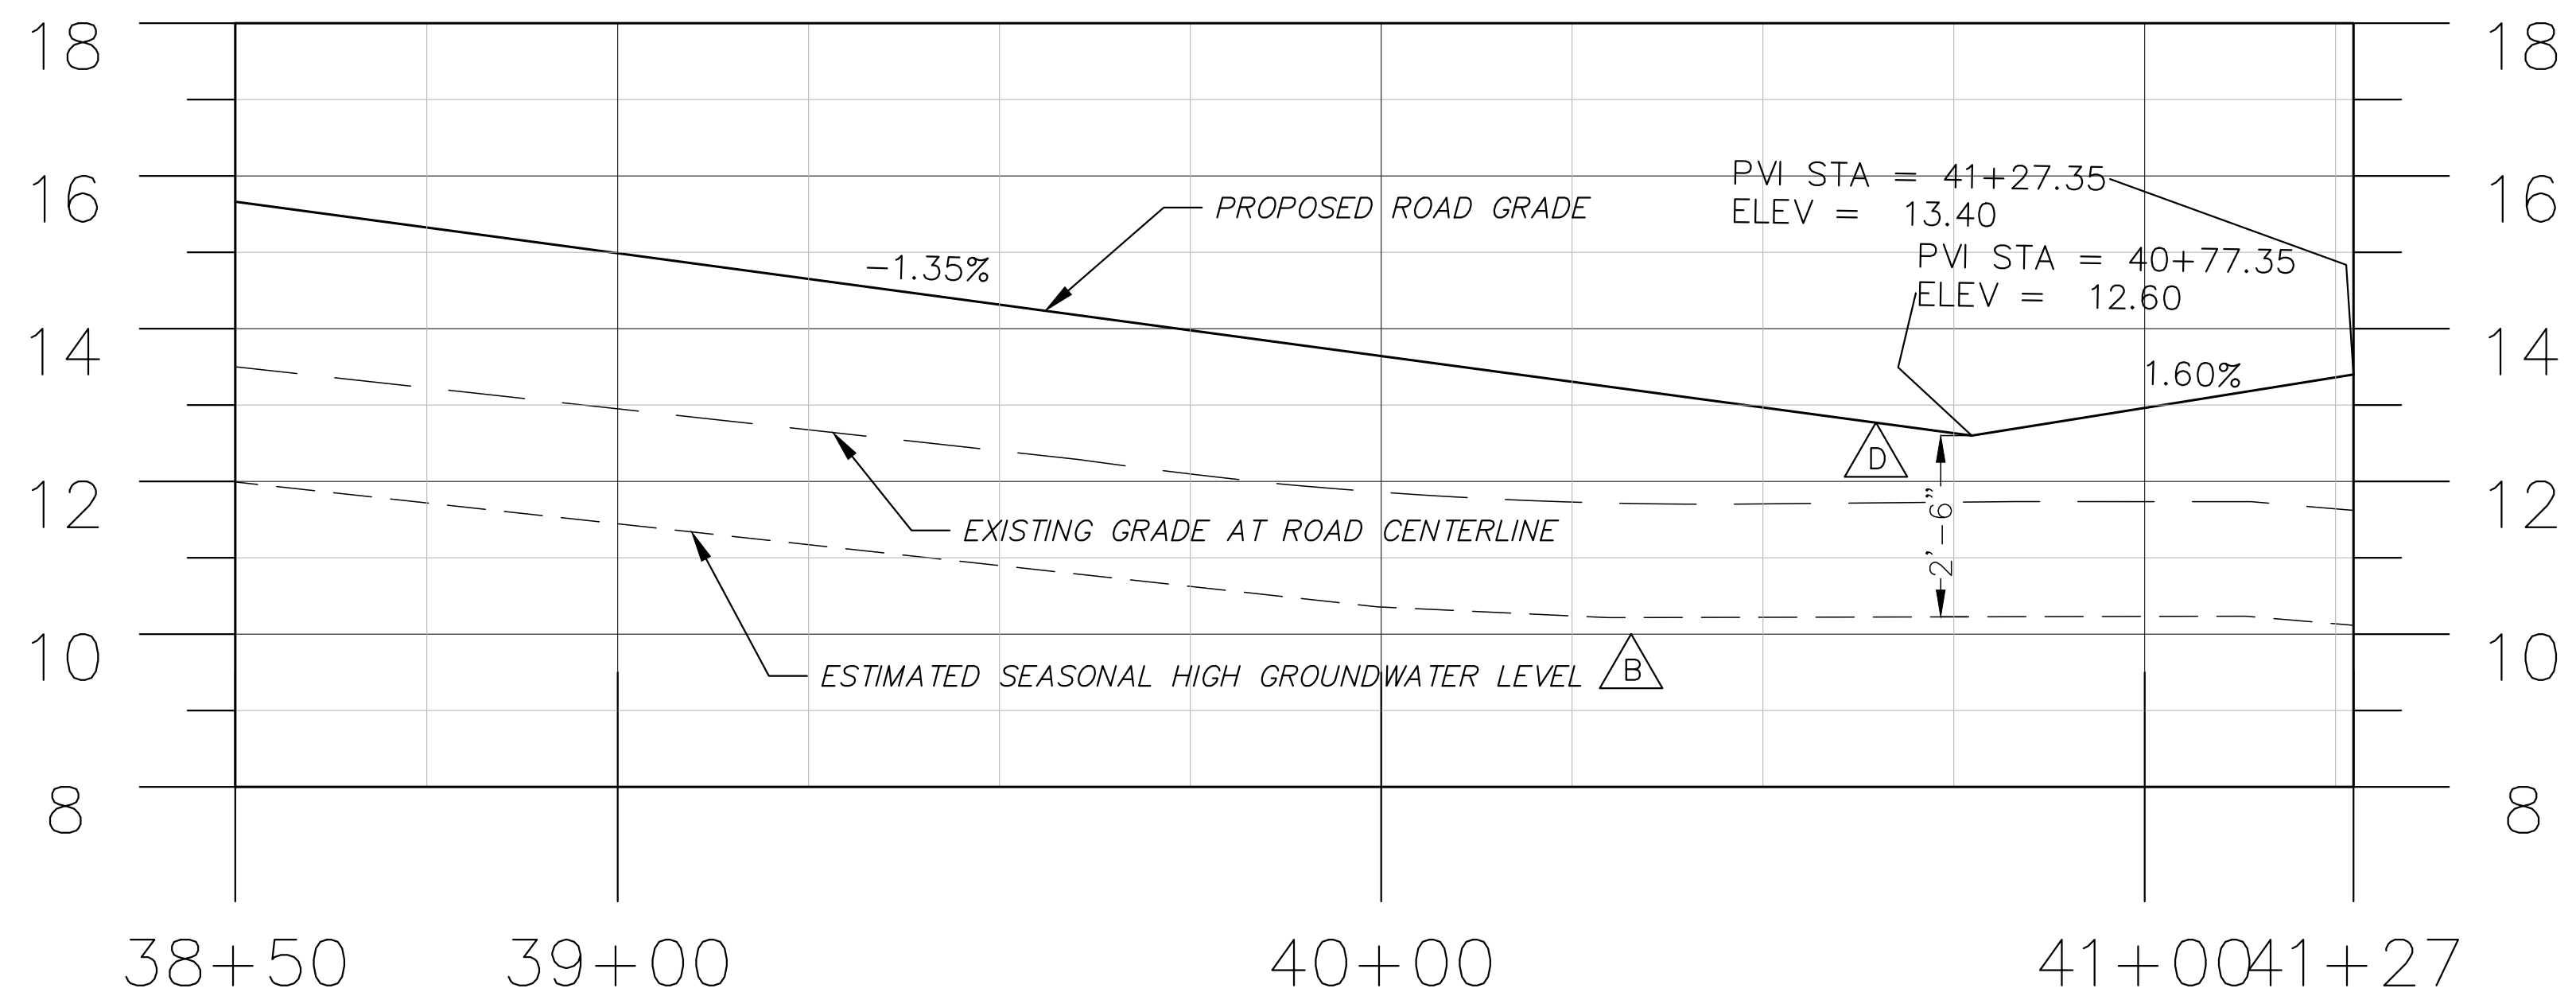 18 18
PVI STA = 41+27.35
16 16
PROPOSED ROAD GRADE
ELEV = 13.40
PVI STA = 40+77.35
-1.35%
ELEV = 12.60
14 14
1.60%
D
12 12
2'-6"
EXISTING GRADE AT ROAD CENTERLINE
10 10
ESTIMATED SEASONAL HIGH GROUNDWATER LEVEL B
8 8
38+50 39+00 40+00 41+00 41+27